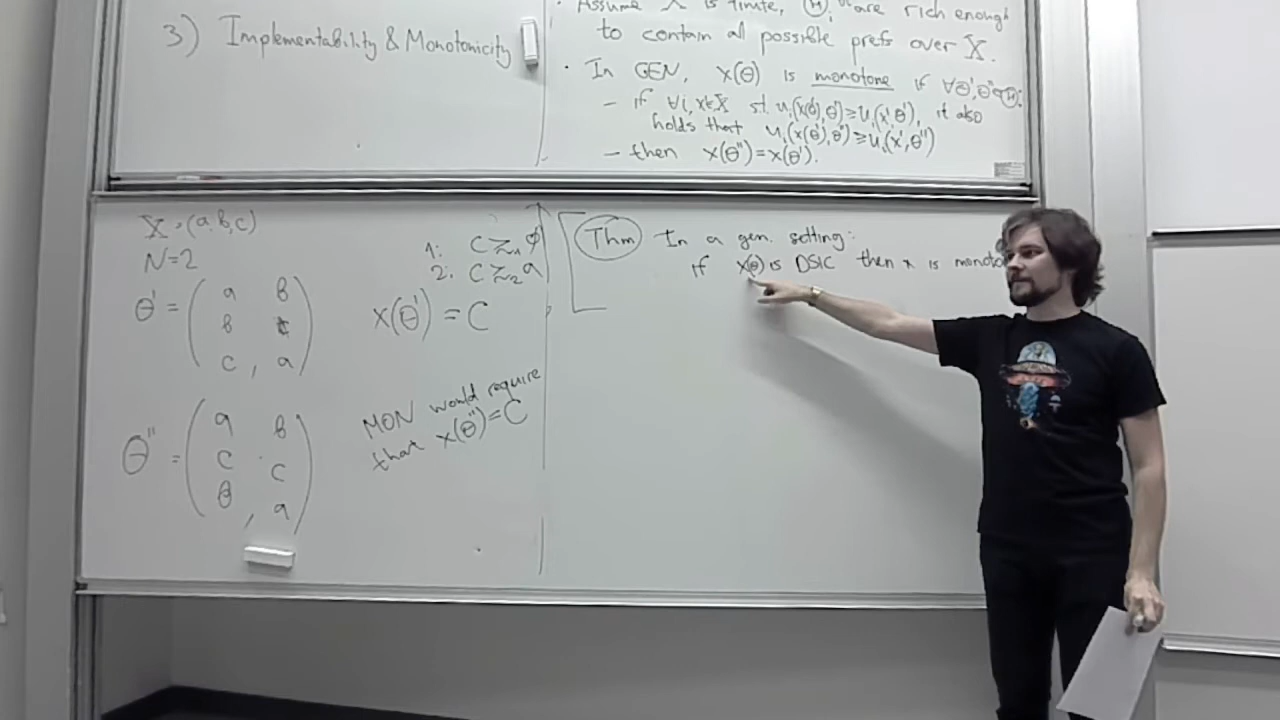 3) Implementability & Monotonicity
· Assume X is finite, Ⓗ, are rich enough
to contain all possible prefs over X.
· In GEN, x(θ) is monotone if ∀θ',θ''∈Ⓗ:
– if ∀i, x'∈X s.t. uᵢ(x(θ'),θ') ≥ uᵢ(x',θ'), it also
holds that uᵢ(x(θ'),θ'') ≥ uᵢ(x',θ'')
– then x(θ'') = x(θ').
X = (a, b, c)
N=2
θ' = ( a b
b c
c , a )
1: C ≿₁ ϕ
2: C ≿₂ a
x(θ') = C
θ'' = ( a b
c c
θ , a )
MON would require
that x(θ'') = C
Thm In a gen. setting:
if x(θ) is DSIC then x is monoto